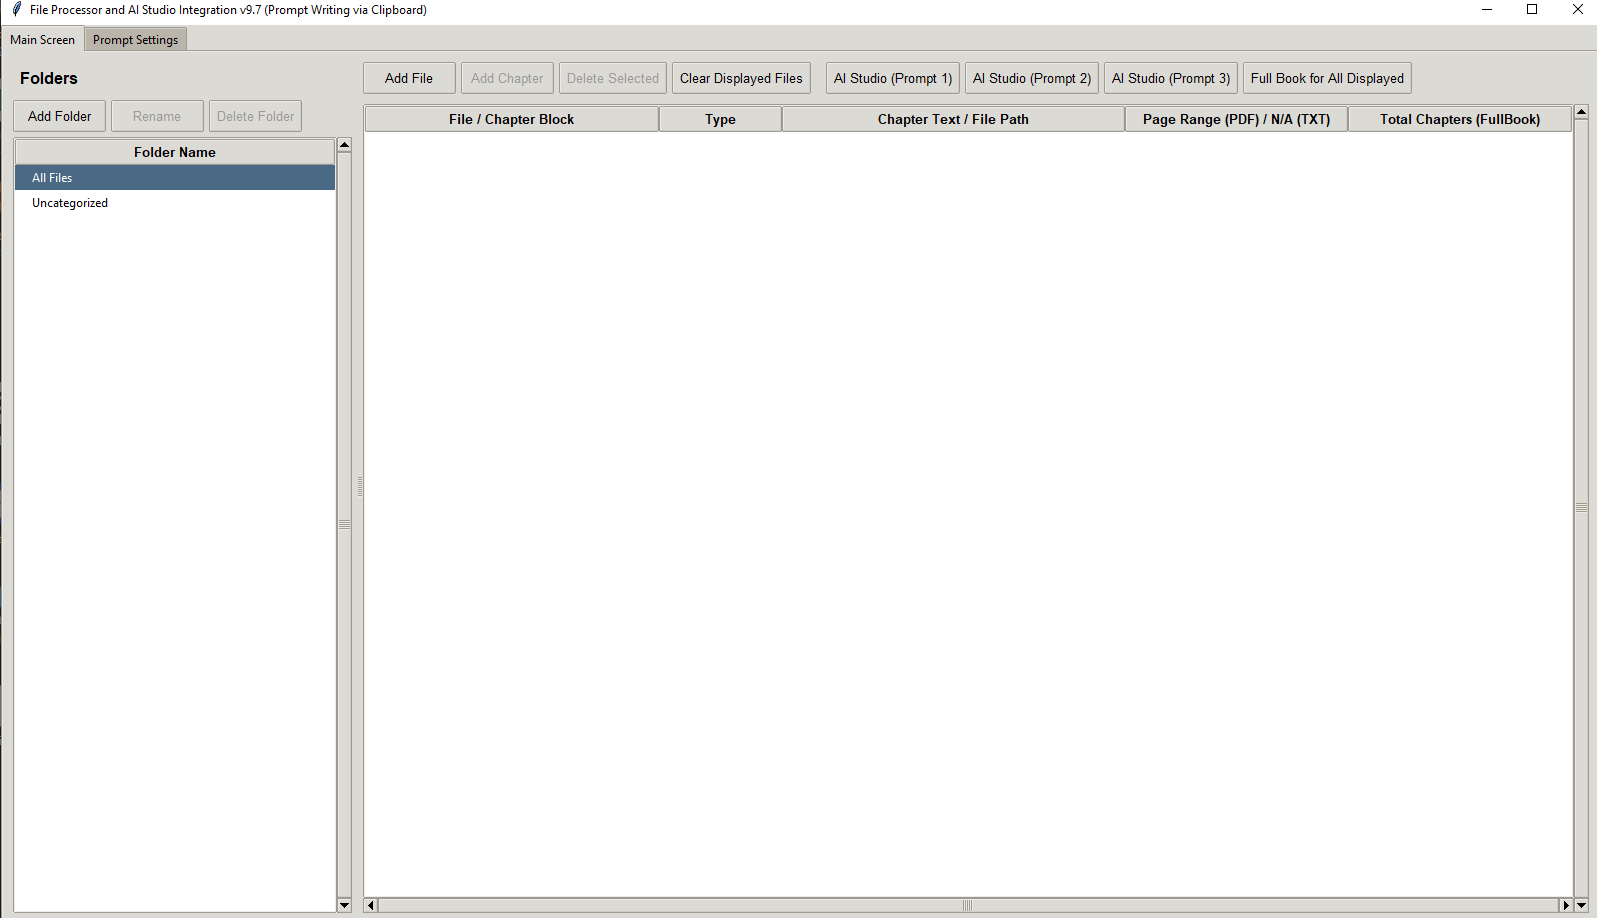 File Processor and AI Studio Integration v9.7 (Prompt Writing via Clipboard)
Main Screen Prompt Settings
Folders
Add Folder Rename Delete Folder
Folder Name
All Files
Uncategorized
Add File Add Chapter Delete Selected Clear Displayed Files AI Studio (Prompt 1) AI Studio (Prompt 2) AI Studio (Prompt 3) Full Book for All Displayed
File / Chapter Block Type Chapter Text / File Path Page Range (PDF) / N/A (TXT) Total Chapters (FullBook)